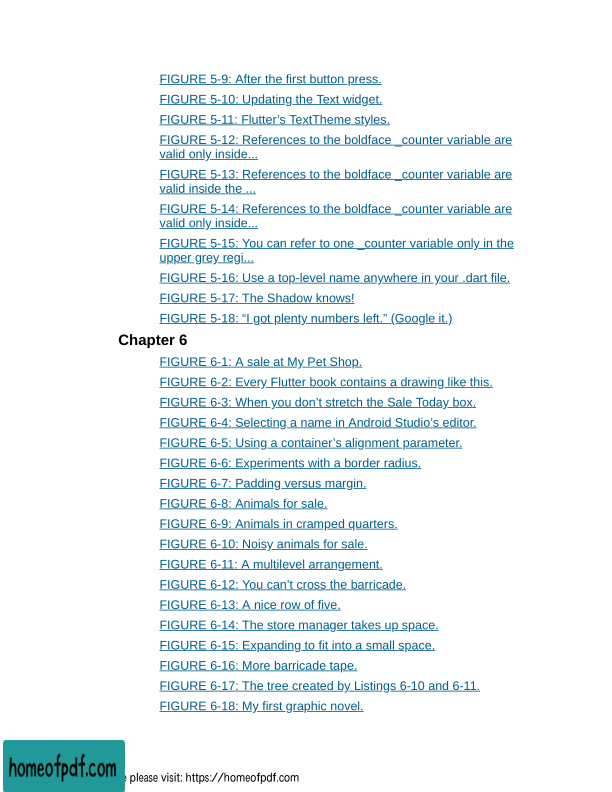 FIGURE 5-9: After the first button press.
FIGURE 5-10: Updating the Text widget.
FIGURE 5-11: Flutter’s TextTheme styles.
FIGURE 5-12: References to the boldface _counter variable are
valid only inside...
FIGURE 5-13: References to the boldface _counter variable are
valid inside the ...
FIGURE 5-14: References to the boldface _counter variable are
valid only inside...
FIGURE 5-15: You can refer to one _counter variable only in the
upper grey regi...
FIGURE 5-16: Use a top-level name anywhere in your .dart file.
FIGURE 5-17: The Shadow knows!
FIGURE 5-18: “I got plenty numbers left.” (Google it.)
Chapter 6
FIGURE 6-1: A sale at My Pet Shop.
FIGURE 6-2: Every Flutter book contains a drawing like this.
FIGURE 6-3: When you don’t stretch the Sale Today box.
FIGURE 6-4: Selecting a name in Android Studio’s editor.
FIGURE 6-5: Using a container’s alignment parameter.
FIGURE 6-6: Experiments with a border radius.
FIGURE 6-7: Padding versus margin.
FIGURE 6-8: Animals for sale.
FIGURE 6-9: Animals in cramped quarters.
FIGURE 6-10: Noisy animals for sale.
FIGURE 6-11: A multilevel arrangement.
FIGURE 6-12: You can’t cross the barricade.
FIGURE 6-13: A nice row of five.
FIGURE 6-14: The store manager takes up space.
FIGURE 6-15: Expanding to fit into a small space.
FIGURE 6-16: More barricade tape.
FIGURE 6-17: The tree created by Listings 6-10 and 6-11.
FIGURE 6-18: My first graphic novel.
homeofpdf.com
please visit: https://homeofpdf.com